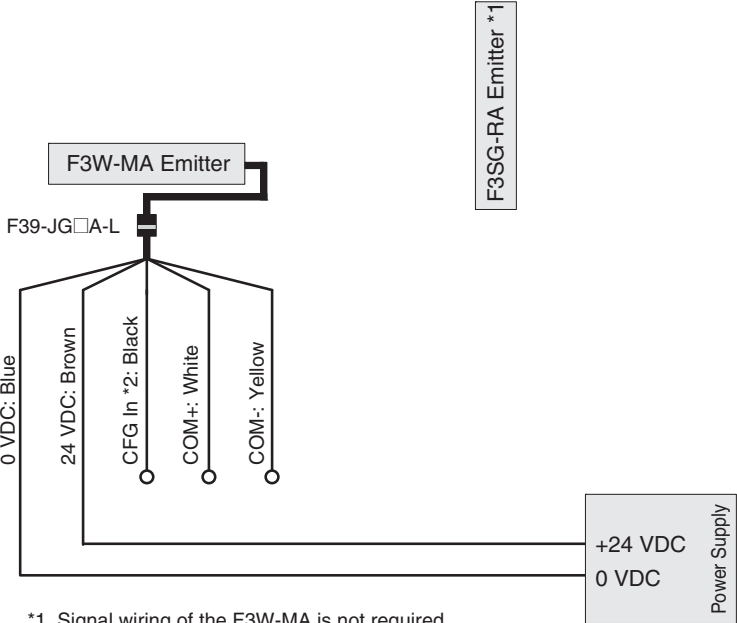 F3SG-RA Emitter *1
F3W-MA Emitter
F39-JG□A-L
0 VDC: Blue
24 VDC: Brown
CFG In *2: Black
COM+: White
COM-: Yellow
+24 VDC
0 VDC
Power Supply
*1 Signal wiring of the F3W-MA is not required